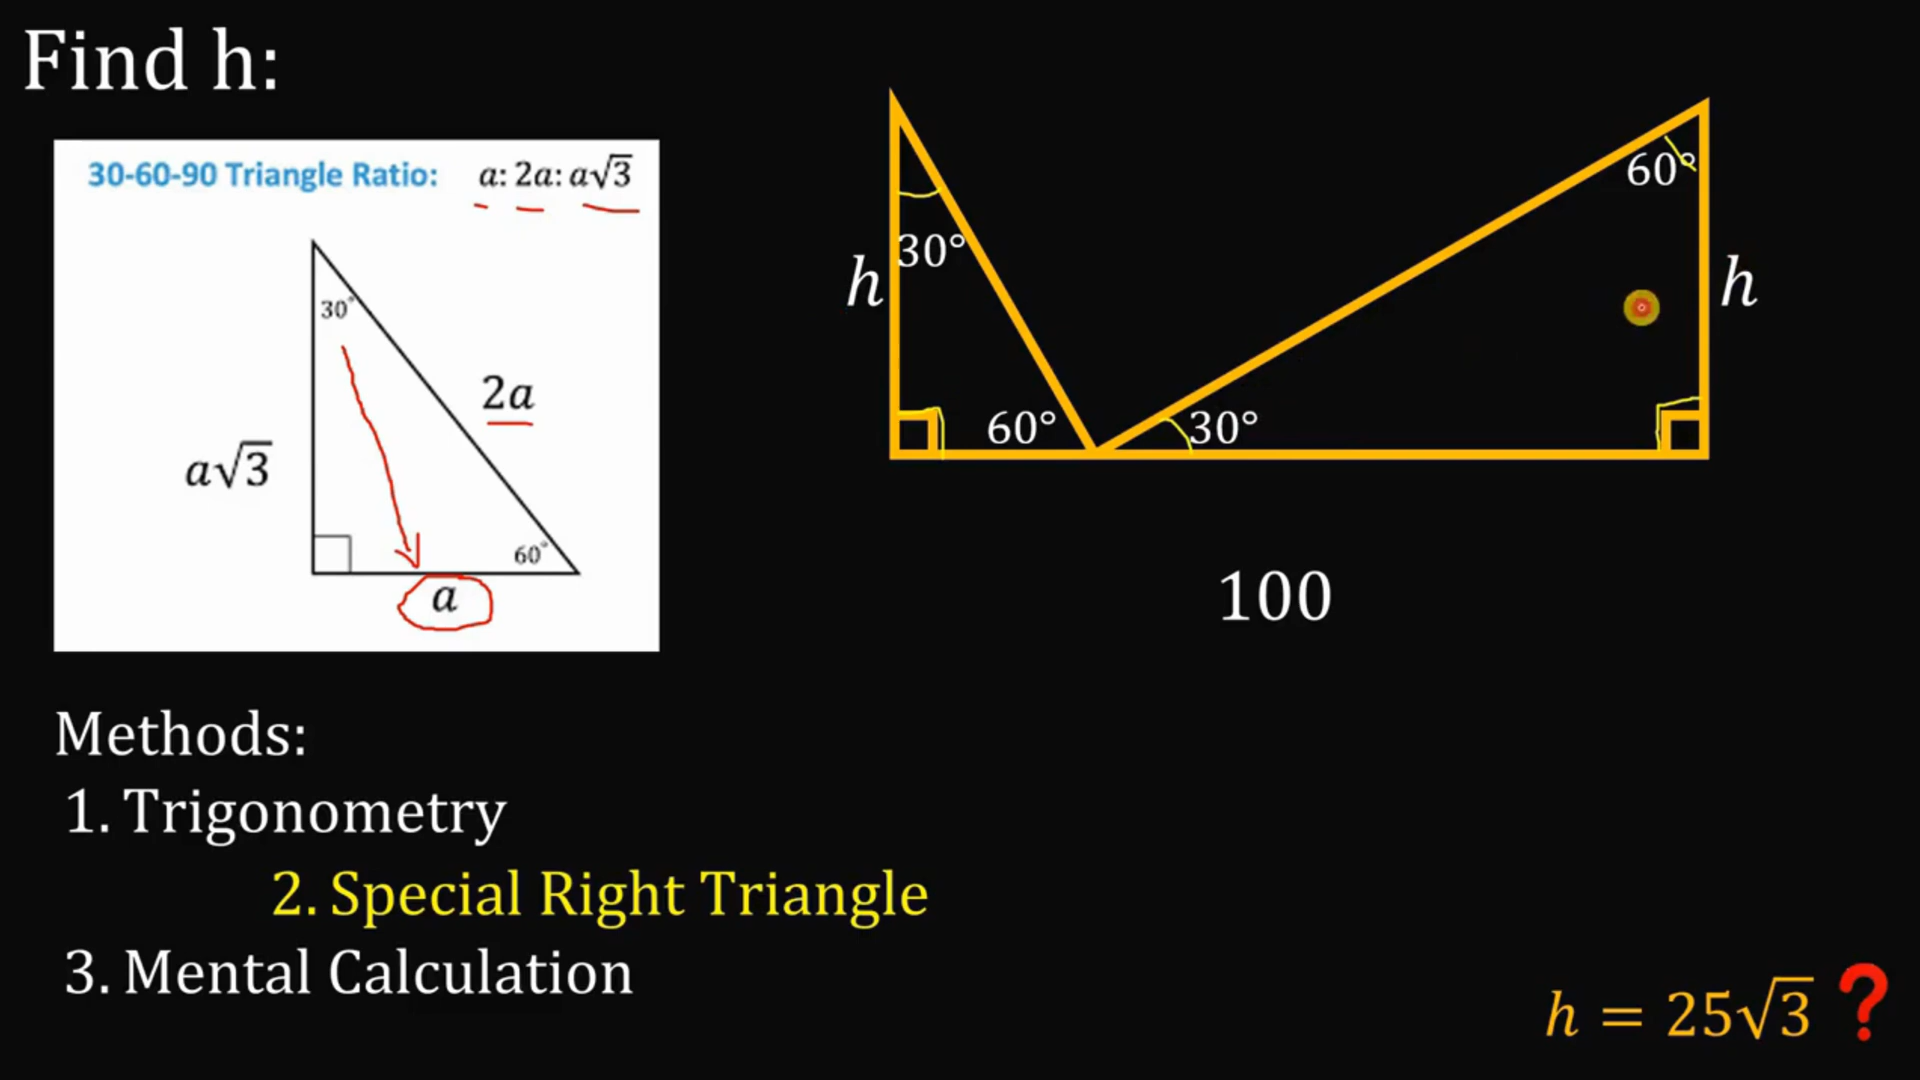 Find h:
30-60-90 Triangle Ratio: a: 2a: a√3
30°
2a
a√3
60°
a
60°
30°
h
h
60°
30°
100
Methods:
1. Trigonometry
2. Special Right Triangle
3. Mental Calculation
h = 25√3 ❓